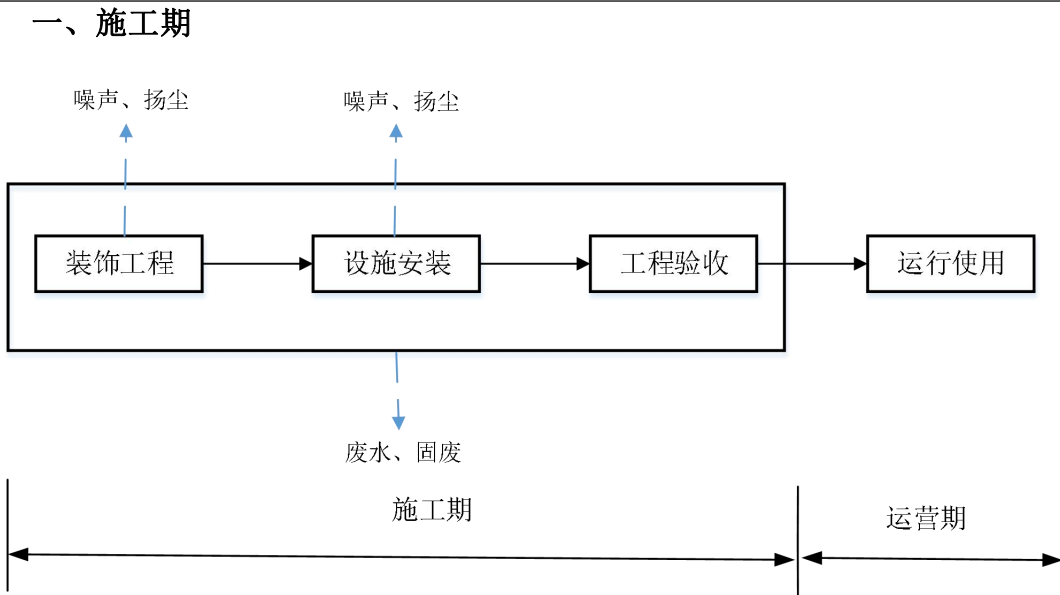 一、施工期
噪声、扬尘
噪声、扬尘
装饰工程
设施安装
工程验收
运行使用
废水、固废
施工期
运营期